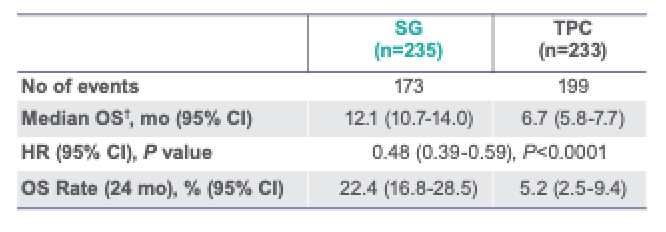 SG TPC
(n=235) (n=233)
No of events 173 199
Median OS†, mo (95% CI) 12.1 (10.7-14.0) 6.7 (5.8-7.7)
HR (95% CI), P value 0.48 (0.39-0.59), P<0.0001
OS Rate (24 mo), % (95% CI) 22.4 (16.8-28.5) 5.2 (2.5-9.4)